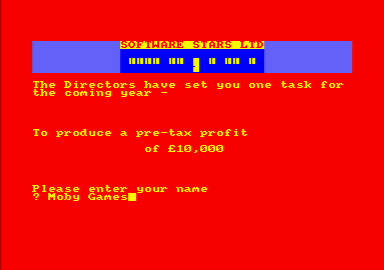 SOFTWARE STARS LTD
The Directors have set you one task for
the coming year -
To produce a pre-tax profit
of £10,000
Please enter your name
? Moby Games